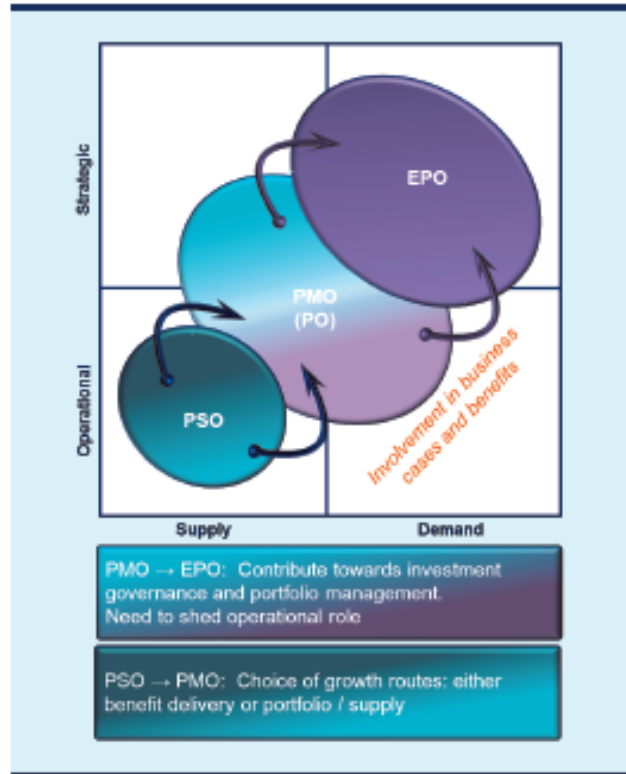 Strategic
EPO
PMO
(PO)
Operational
PSO
Involvement in business
cases and benefits
Supply
Demand
PMO → EPO: Contribute towards investment
governance and portfolio management.
Need to shed operational role
PSO → PMO: Choice of growth routes: either
benefit delivery or portfolio / supply